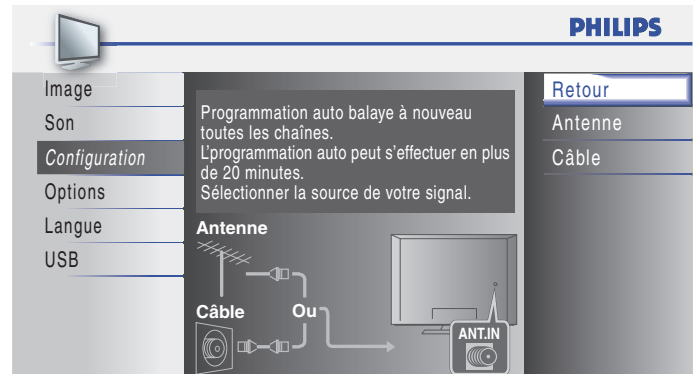 PHILIPS
Image
Son
Configuration
Options
Langue
USB
Programmation auto balaye à nouveau
toutes les chaînes.
L'programmation auto peut s'effectuer en plus
de 20 minutes.
Sélectionner la source de votre signal.
Antenne
Câble
Ou
ANT.IN
Retour
Antenne
Câble